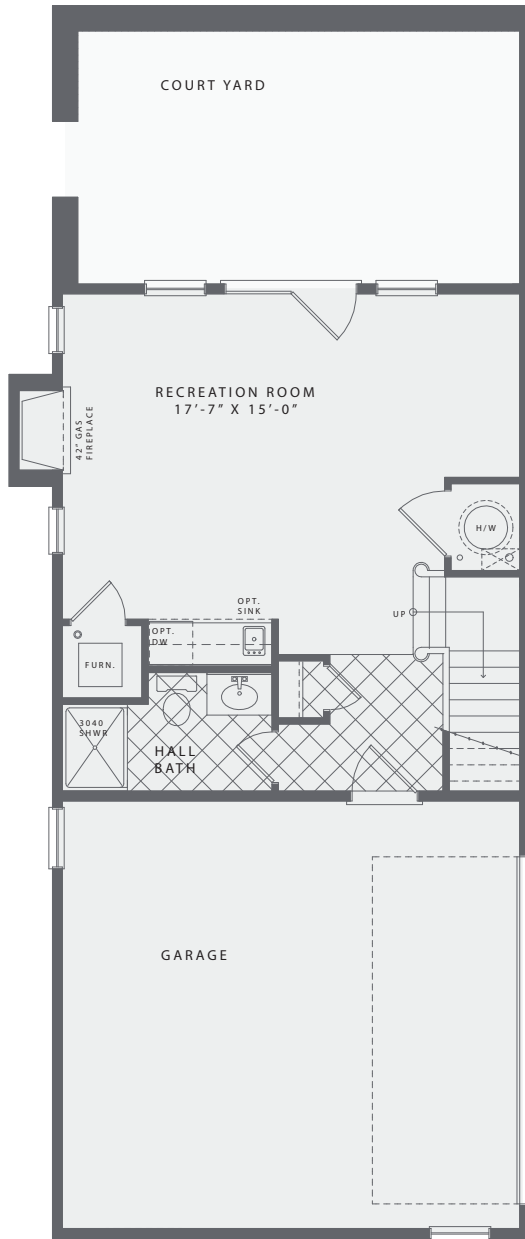 COURT YARD
RECREATION ROOM
17'-7" X 15'-0"
42" GAS
FIREPLACE
H/W
OPT.
SINK
UP
OPT.
DW
FURN.
3040
SHWR
HALL
BATH
GARAGE